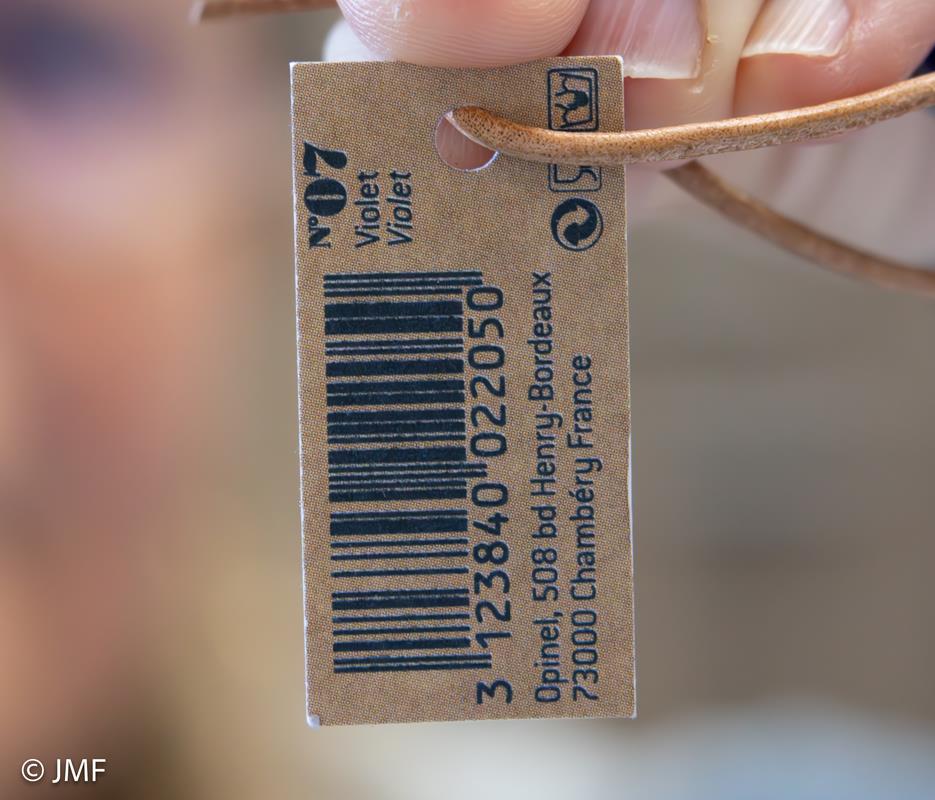 N°07
Violet
Violet
3 123840 022050
Opinel, 508 bd Henry-Bordeaux
73000 Chambéry France
© JMF